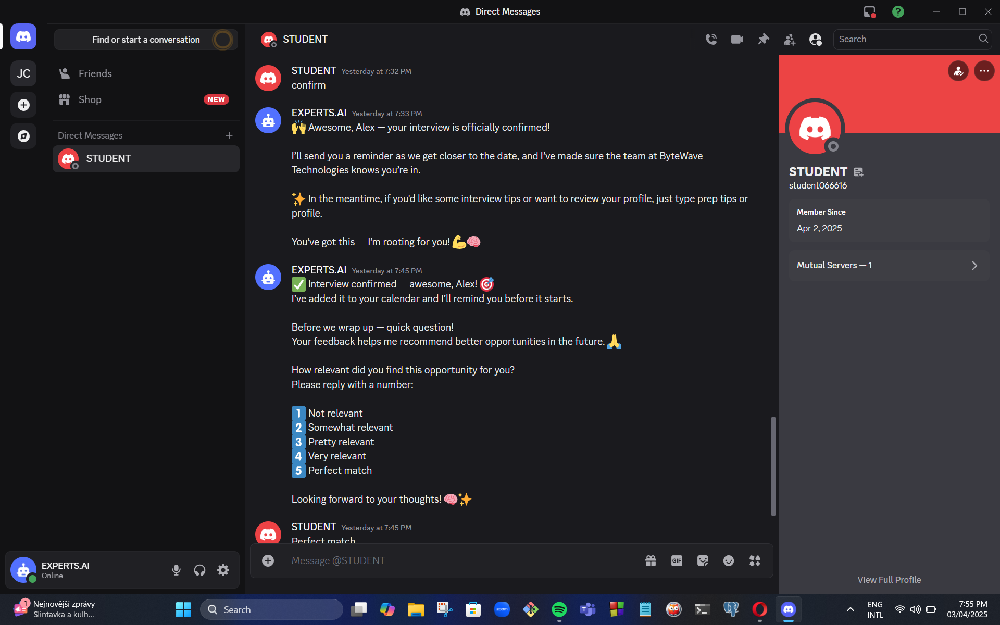 Direct Messages
Find or start a conversation
STUDENT
Search
JC
Friends
Shop
NEW
Direct Messages
STUDENT
STUDENT Yesterday at 7:32 PM
confirm
EXPERTS.AI Yesterday at 7:33 PM
🙌 Awesome, Alex — your interview is officially confirmed!
I’ll send you a reminder as we get closer to the date, and I’ve made sure the team at ByteWave
Technologies knows you’re in.
✨ In the meantime, if you'd like some interview tips or want to review your profile, just type prep tips or
profile.
You've got this — I’m rooting for you! 💪🧠
EXPERTS.AI Yesterday at 7:45 PM
✅ Interview confirmed — awesome, Alex! 🎯
I’ve added it to your calendar and I’ll remind you before it starts.
Before we wrap up — quick question!
Your feedback helps me recommend better opportunities in the future. 🙏
How relevant did you find this opportunity for you?
Please reply with a number:
1 Not relevant
2 Somewhat relevant
3 Pretty relevant
4 Very relevant
5 Perfect match
Looking forward to your thoughts! 🧠✨
STUDENT Yesterday at 7:45 PM
Perfect match
Message @STUDENT
GIF
STUDENT
student066616
Member Since
Apr 2, 2025
Mutual Servers — 1
View Full Profile
EXPERTS.AI
Online
1
Nejnovější zprávy
Slintavka a kulh...
Search
zoom
ENG
INTL
7:55 PM
03/04/2025